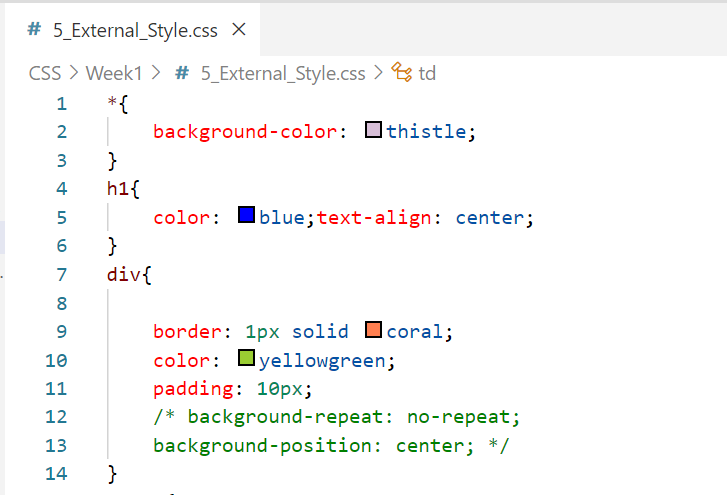 # 5_External_Style.css ×
CSS > Week1 > # 5_External_Style.css > td
1 *{
2 background-color: thistle;
3 }
4 h1{
5 color: blue;text-align: center;
6 }
7 div{
8
9 border: 1px solid coral;
10 color: yellowgreen;
11 padding: 10px;
12 /* background-repeat: no-repeat;
13 background-position: center; */
14 }